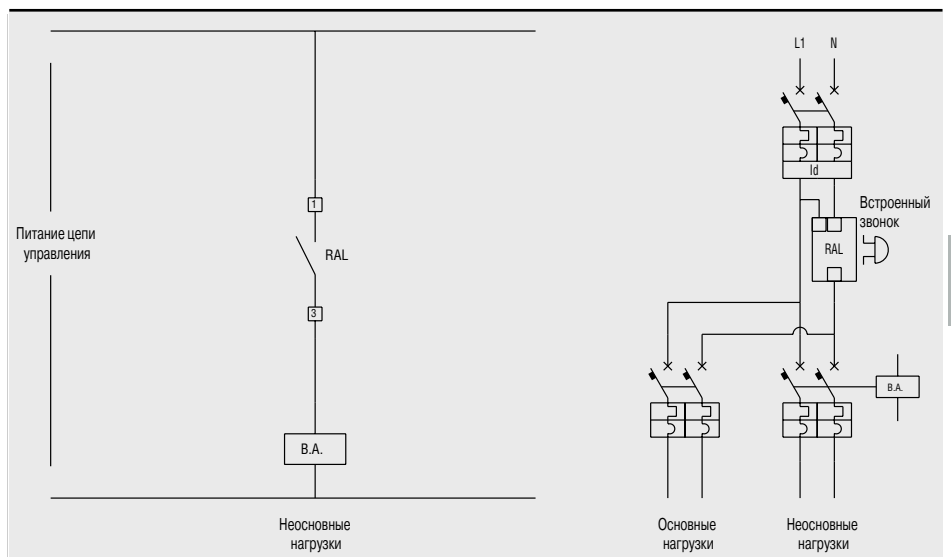 Питание цепи
управления
1
RAL
3
B.A.
Неосновные
нагрузки
L1 N
Id
Встроенный
звонок
RAL
B.A.
Основные
нагрузки
Неосновные
нагрузки